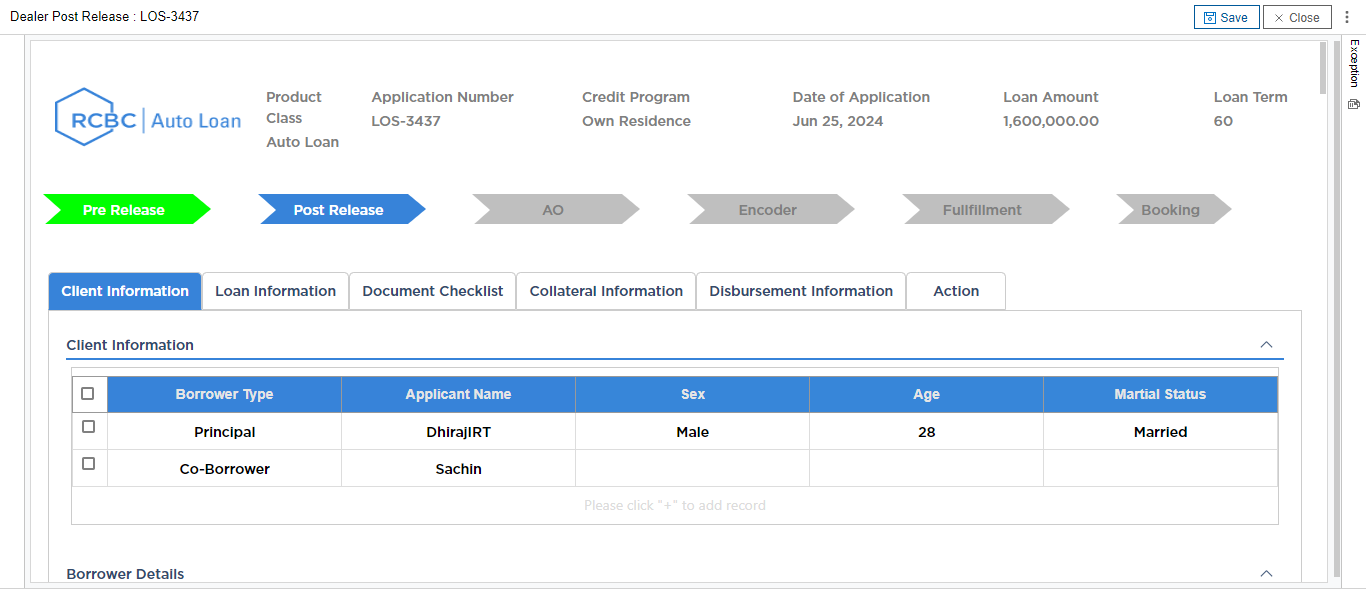 Dealer Post Release : LOS-3437
Save
Close
Exception
RCBC Auto Loan
Product Class
Auto Loan
Application Number
LOS-3437
Credit Program
Own Residence
Date of Application
Jun 25, 2024
Loan Amount
1,600,000.00
Loan Term
60
Pre Release
Post Release
AO
Encoder
Fullfillment
Booking
Client Information
Loan Information
Document Checklist
Collateral Information
Disbursement Information
Action
Client Information
Borrower Type Applicant Name Sex Age Martial Status
Principal DhirajIRT Male 28 Married
Co-Borrower Sachin
Please click "+" to add record
Borrower Details